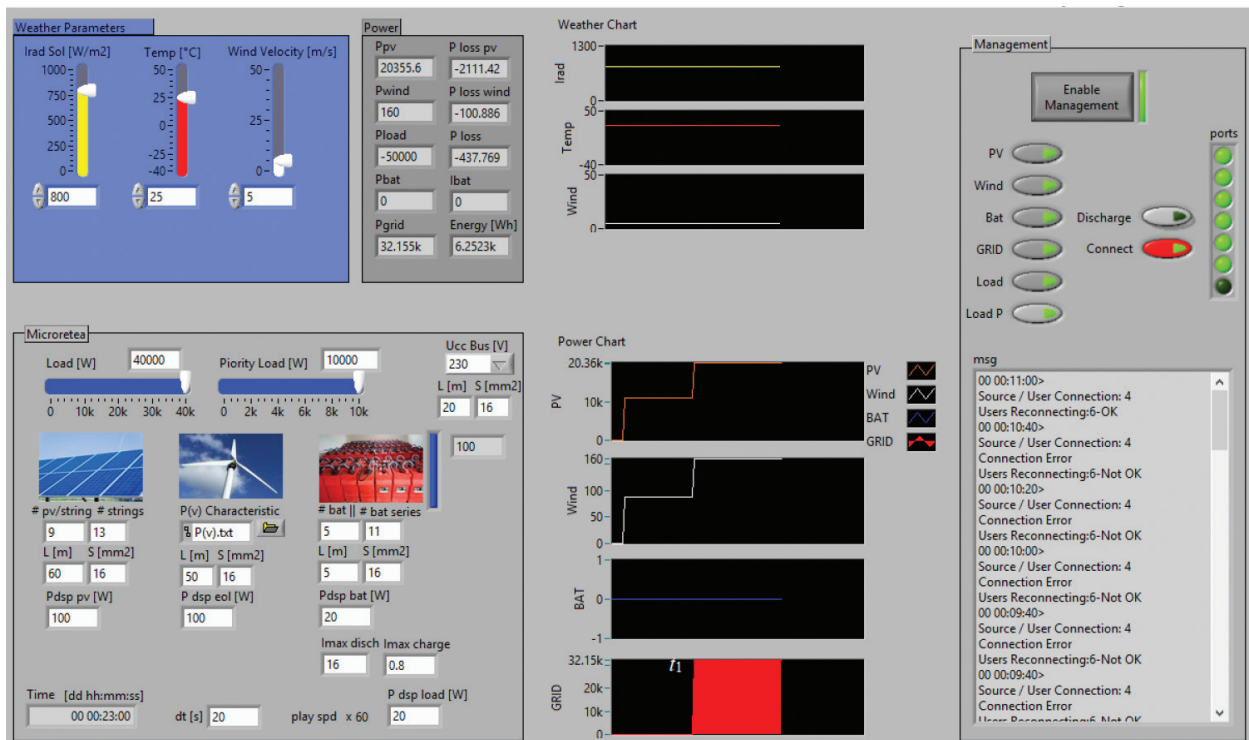 Weather Parameters
Irad Sol [W/m2]
Temp [°C]
Wind Velocity [m/s]
1000
750
500
250
0
50
25
0
-25
-40
50
25
0
800
25
5
Power
Ppv
P loss pv
20355.6
-2111.42
Pwind
P loss wind
160
-100.886
Pload
P loss
-50000
-437.769
Pbat
Ibat
0
0
Pgrid
Energy [Wh]
32.155k
6.2523k
Weather Chart
Irad
1300
0
Temp
50
-40
Wind
50
0
Management
Enable
Management
ports
PV
Wind
Bat
Discharge
GRID
Connect
Load
Load P
msg
00 00:11:00>
Source / User Connection: 4
Users Reconnecting:6-OK
00 00:10:40>
Source / User Connection: 4
Connection Error
Users Reconnecting:6-Not OK
00 00:10:20>
Source / User Connection: 4
Connection Error
Users Reconnecting:6-Not OK
00 00:10:00>
Source / User Connection: 4
Connection Error
Users Reconnecting:6-Not OK
00 00:09:40>
Source / User Connection: 4
Connection Error
Users Reconnecting:6-Not OK
00 00:09:40>
Source / User Connection: 4
Connection Error
Users Reconnecting:6-Not OK
Microretea
Load [W]
40000
0 10k 20k 30k 40k
Piority Load [W]
10000
0 2k 4k 6k 8k 10k
Ucc Bus [V]
230
L [m] S [mm2]
20 16
100
# pv/string # strings
9 13
L [m] S [mm2]
60 16
Pdsp pv [W]
100
P(v) Characteristic
P(v).txt
L [m] S [mm2]
50 16
P dsp eol [W]
100
# bat || # bat series
5 11
L [m] S [mm2]
5 16
Pdsp bat [W]
20
Imax disch Imax charge
16 0.8
Time [dd hh:mm:ss]
00 00:23:00
dt [s] 20
play spd x 60
P dsp load [W]
20
Power Chart
PV
20.36k
10k
0
Wind
160
100
50
0
BAT
1
0
-1
GRID
32.15k
20k
10k
0
t1
PV
Wind
BAT
GRID